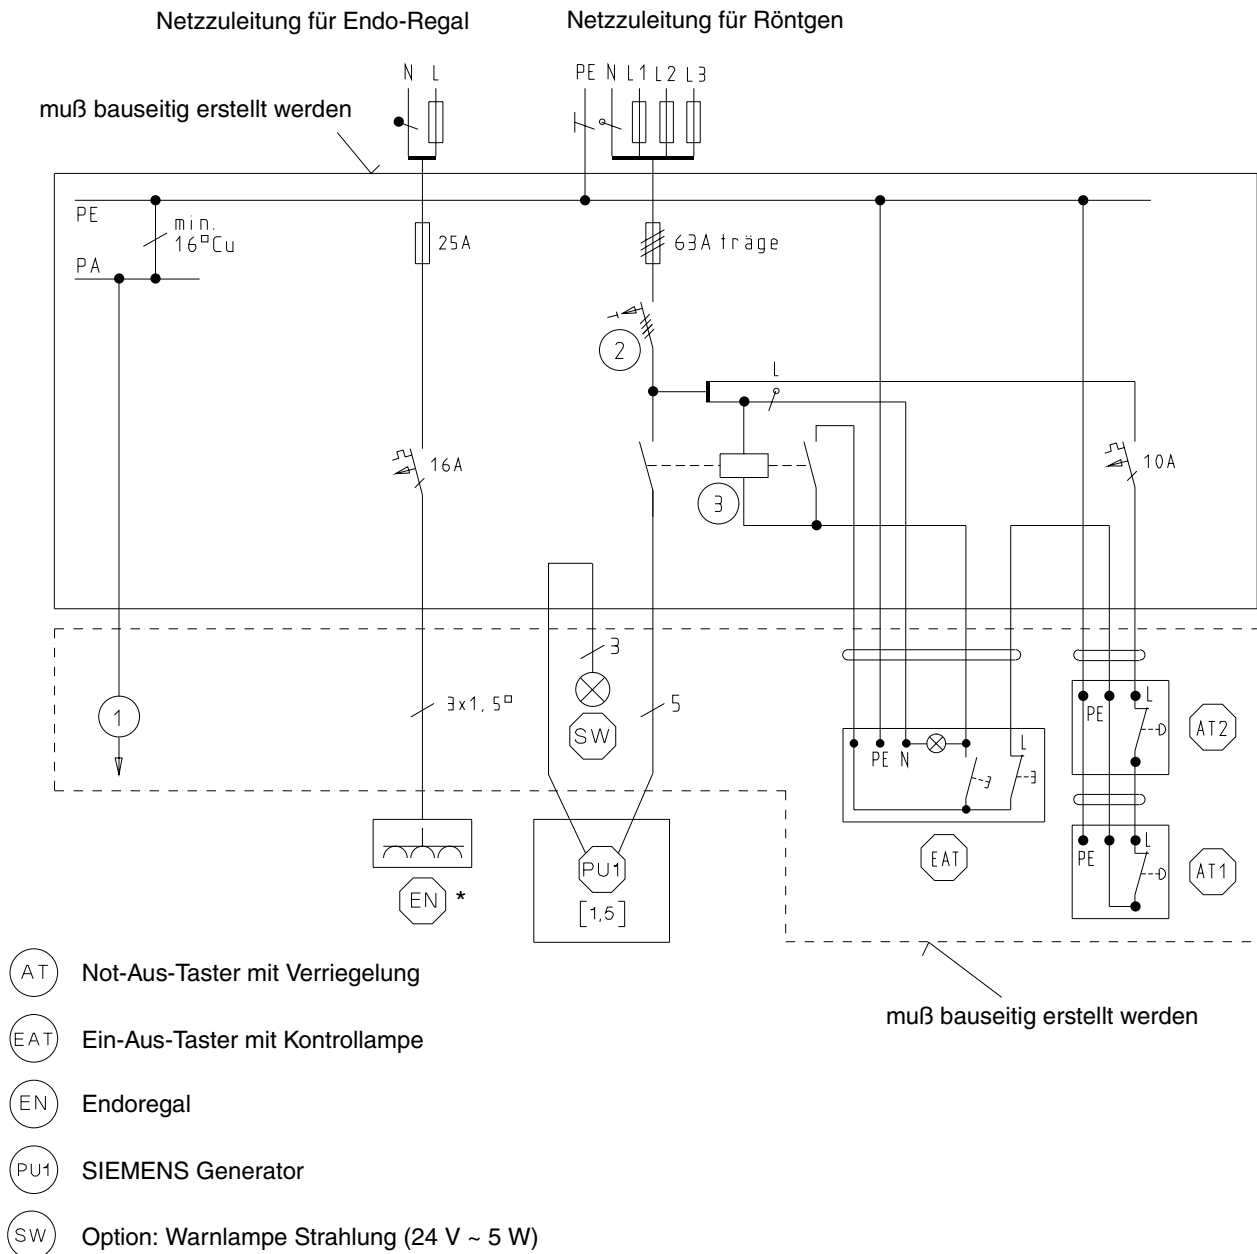 Netzzuleitung für Endo-Regal
Netzzuleitung für Röntgen
N L
PE N L1 L2 L3
muß bauseitig erstellt werden
PE
min.
16□Cu
PA
25A
63A träge
2
L
16A
10A
3
3
1
3x1,5□
5
SW
PE N
L
PE
L
AT2
EAT
PE
L
AT1
EN *
PU1
[1,5]
AT Not-Aus-Taster mit Verriegelung
muß bauseitig erstellt werden
EAT Ein-Aus-Taster mit Kontrollampe
EN Endoregal
PU1 SIEMENS Generator
SW Option: Warnlampe Strahlung (24 V ~ 5 W)